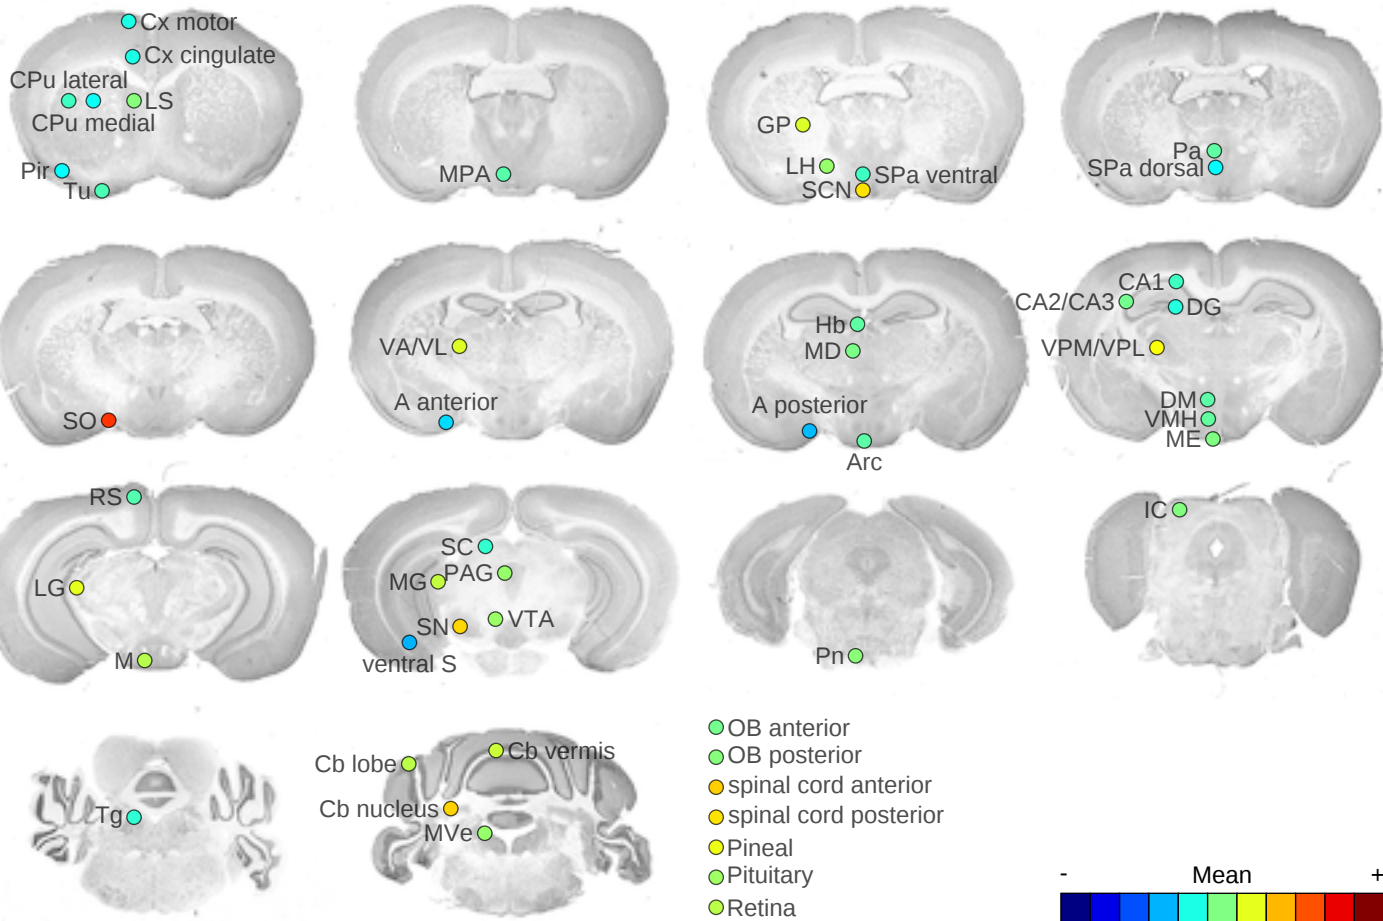 Cx motor
Cx cingulate
CPu lateral
LS
CPu medial
Pir
Tu
MPA
GP
LH
SPa ventral
SCN
Pa
SPa dorsal
SO
VA/VL
A anterior
Hb
MD
A posterior
Arc
CA1
CA2/CA3
DG
VPM/VPL
DM
VMH
ME
RS
LG
M
SC
PAG
MG
VTA
SN
ventral S
Pn
IC
Tg
Cb vermis
Cb lobe
Cb nucleus
MVe
OB anterior
OB posterior
spinal cord anterior
spinal cord posterior
Pineal
Pituitary
Retina
- Mean +